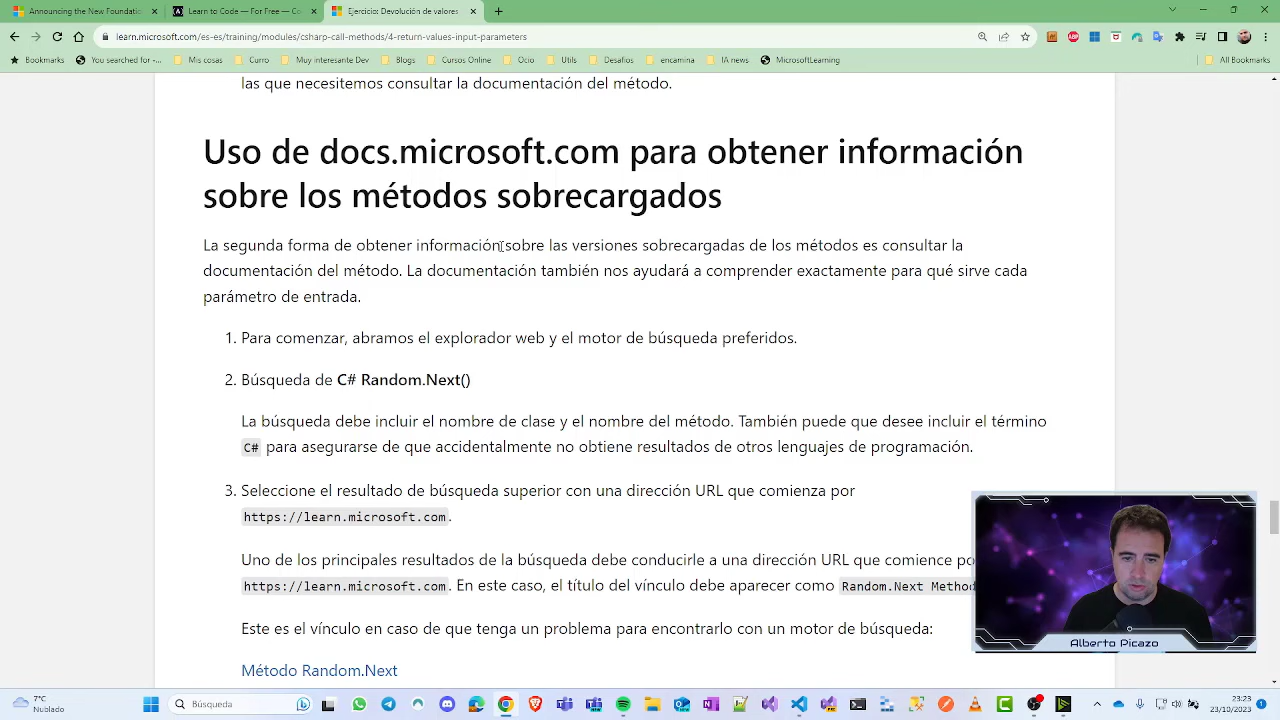 Announcing the New Foundatio
Learn to Code — For Free — Co
Ejercicio: Devolución de valores
learn.microsoft.com/es-es/training/modules/csharp-call-methods/4-return-values-input-parameters
Bookmarks
You searched for -...
Mis cosas
Curro
Muy interesante Dev
Blogs
Cursos Online
Ocio
Utils
Desafios
encamina
IA news
MicrosoftLearning
All Bookmarks
las que necesitemos consultar la documentación del método.
Uso de docs.microsoft.com para obtener información
sobre los métodos sobrecargados
La segunda forma de obtener información sobre las versiones sobrecargadas de los métodos es consultar la
documentación del método. La documentación también nos ayudará a comprender exactamente para qué sirve cada
parámetro de entrada.
1. Para comenzar, abramos el explorador web y el motor de búsqueda preferidos.
2. Búsqueda de C# Random.Next()
La búsqueda debe incluir el nombre de clase y el nombre del método. También puede que desee incluir el término
C# para asegurarse de que accidentalmente no obtiene resultados de otros lenguajes de programación.
3. Seleccione el resultado de búsqueda superior con una dirección URL que comienza por
https://learn.microsoft.com.
Uno de los principales resultados de la búsqueda debe conducirle a una dirección URL que comience po
https://learn.microsoft.com. En este caso, el título del vínculo debe aparecer como Random.Next Method
Este es el vínculo en caso de que tenga un problema para encontrarlo con un motor de búsqueda:
Método Random.Next
Alberto Picazo
7°C
Nublado
Búsqueda
23:23
23/10/2023